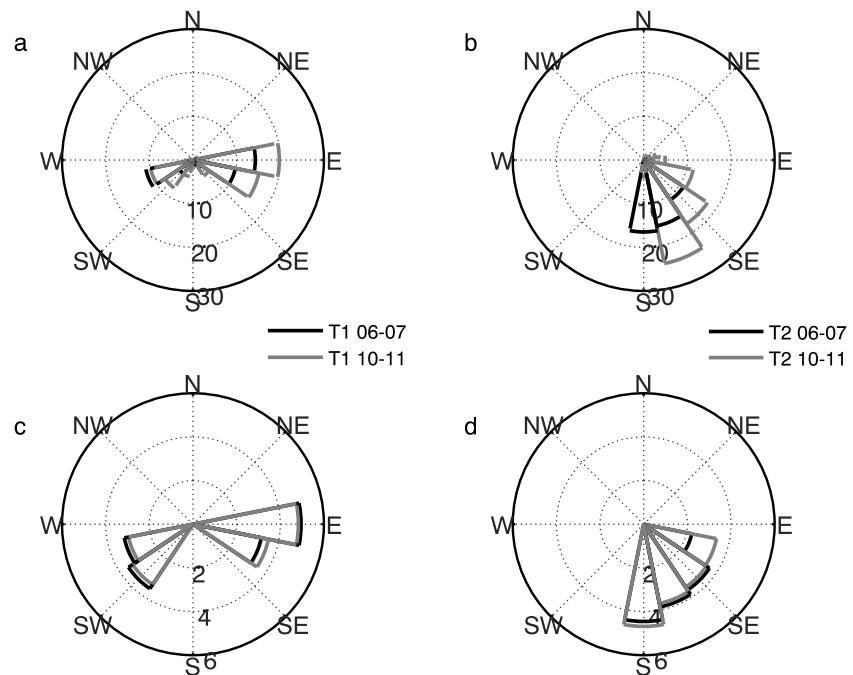 a
N
NW
NE
W
E
10
20
SW
SE
S
30
b
N
NW
NE
W
E
10
20
SW
SE
S
30
T1 06-07
T1 10-11
T2 06-07
T2 10-11
c
N
NW
NE
W
E
2
4
SW
SE
S
6
d
N
NW
NE
W
E
2
4
SW
SE
S
6